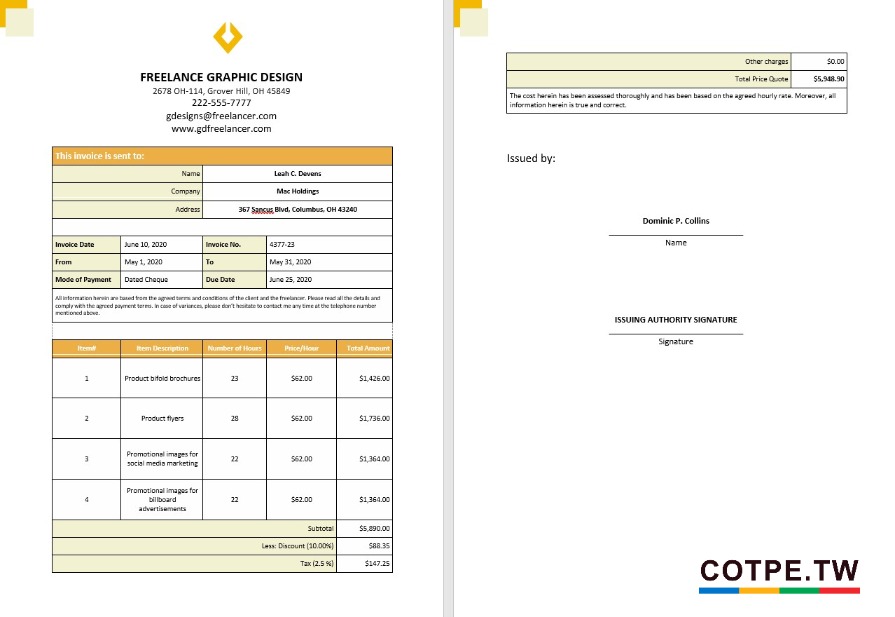 FREELANCE GRAPHIC DESIGN
2678 OH-114, Grover Hill, OH 45849
222-555-7777
gdesigns@freelancer.com
www.gdfreelancer.com
This invoice is sent to:
Name Leah C. Devens
Company Mac Holdings
Address 367 Sancus Blvd, Columbus, OH 43240
Invoice Date June 10, 2020 Invoice No. 4377-23
From May 1, 2020 To May 31, 2020
Mode of Payment Dated Cheque Due Date June 25, 2020
All information herein are based from the agreed terms and conditions of the client and the freelancer. Please read all the details and
comply with the agreed payment terms. In case of variances, please don't hesitate to contact me any time at the telephone number
mentioned above.
Item# Item Description Number of Hours Price/Hour Total Amount
1 Product bifold brochures 23 $62.00 $1,426.00
2 Product flyers 28 $62.00 $1,736.00
3 Promotional images for
social media marketing 22 $62.00 $1,364.00
4 Promotional images for
billboard
advertisements 22 $62.00 $1,364.00
Subtotal $5,890.00
Less: Discount (10.00%) $88.35
Tax (2.5 %) $147.25
Other charges $0.00
Total Price Quote $5,948.90
The cost herein has been assessed thoroughly and has been based on the agreed hourly rate. Moreover, all
information herein is true and correct.
Issued by:
Dominic P. Collins
Name
ISSUING AUTHORITY SIGNATURE
Signature
COTPE.TW